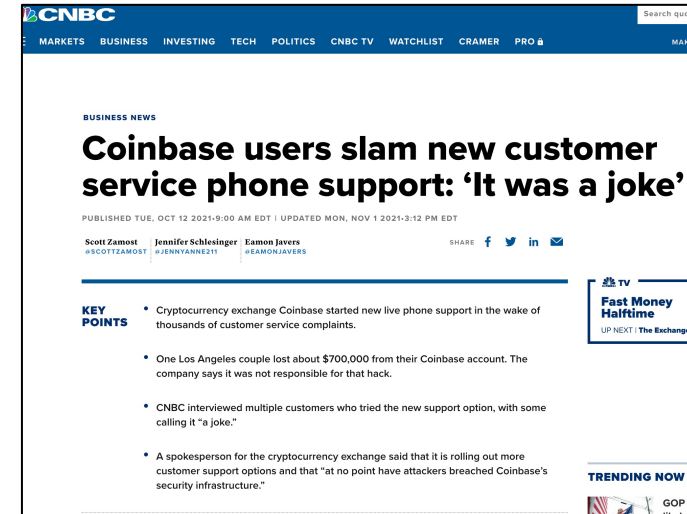 CNBC
Search quo
MARKETS BUSINESS INVESTING TECH POLITICS CNBC TV WATCHLIST CRAMER PRO
MAK
BUSINESS NEWS
Coinbase users slam new customer
service phone support: ‘It was a joke’
PUBLISHED TUE, OCT 12 2021•9:00 AM EDT | UPDATED MON, NOV 1 2021•3:12 PM EDT
Scott Zamost Jennifer Schlesinger Eamon Javers
@SCOTTZAMOST @JENNYANNE211 @EAMONJAVERS
SHARE
TV
Fast Money
Halftime
UP NEXT | The Exchange
KEY
POINTS
• Cryptocurrency exchange Coinbase started new live phone support in the wake of
thousands of customer service complaints.
• One Los Angeles couple lost about $700,000 from their Coinbase account. The
company says it was not responsible for that hack.
• CNBC interviewed multiple customers who tried the new support option, with some
calling it “a joke.”
• A spokesperson for the cryptocurrency exchange said that it is rolling out more
customer support options and that “at no point have attackers breached Coinbase’s
security infrastructure.”
TRENDING NOW
GOP